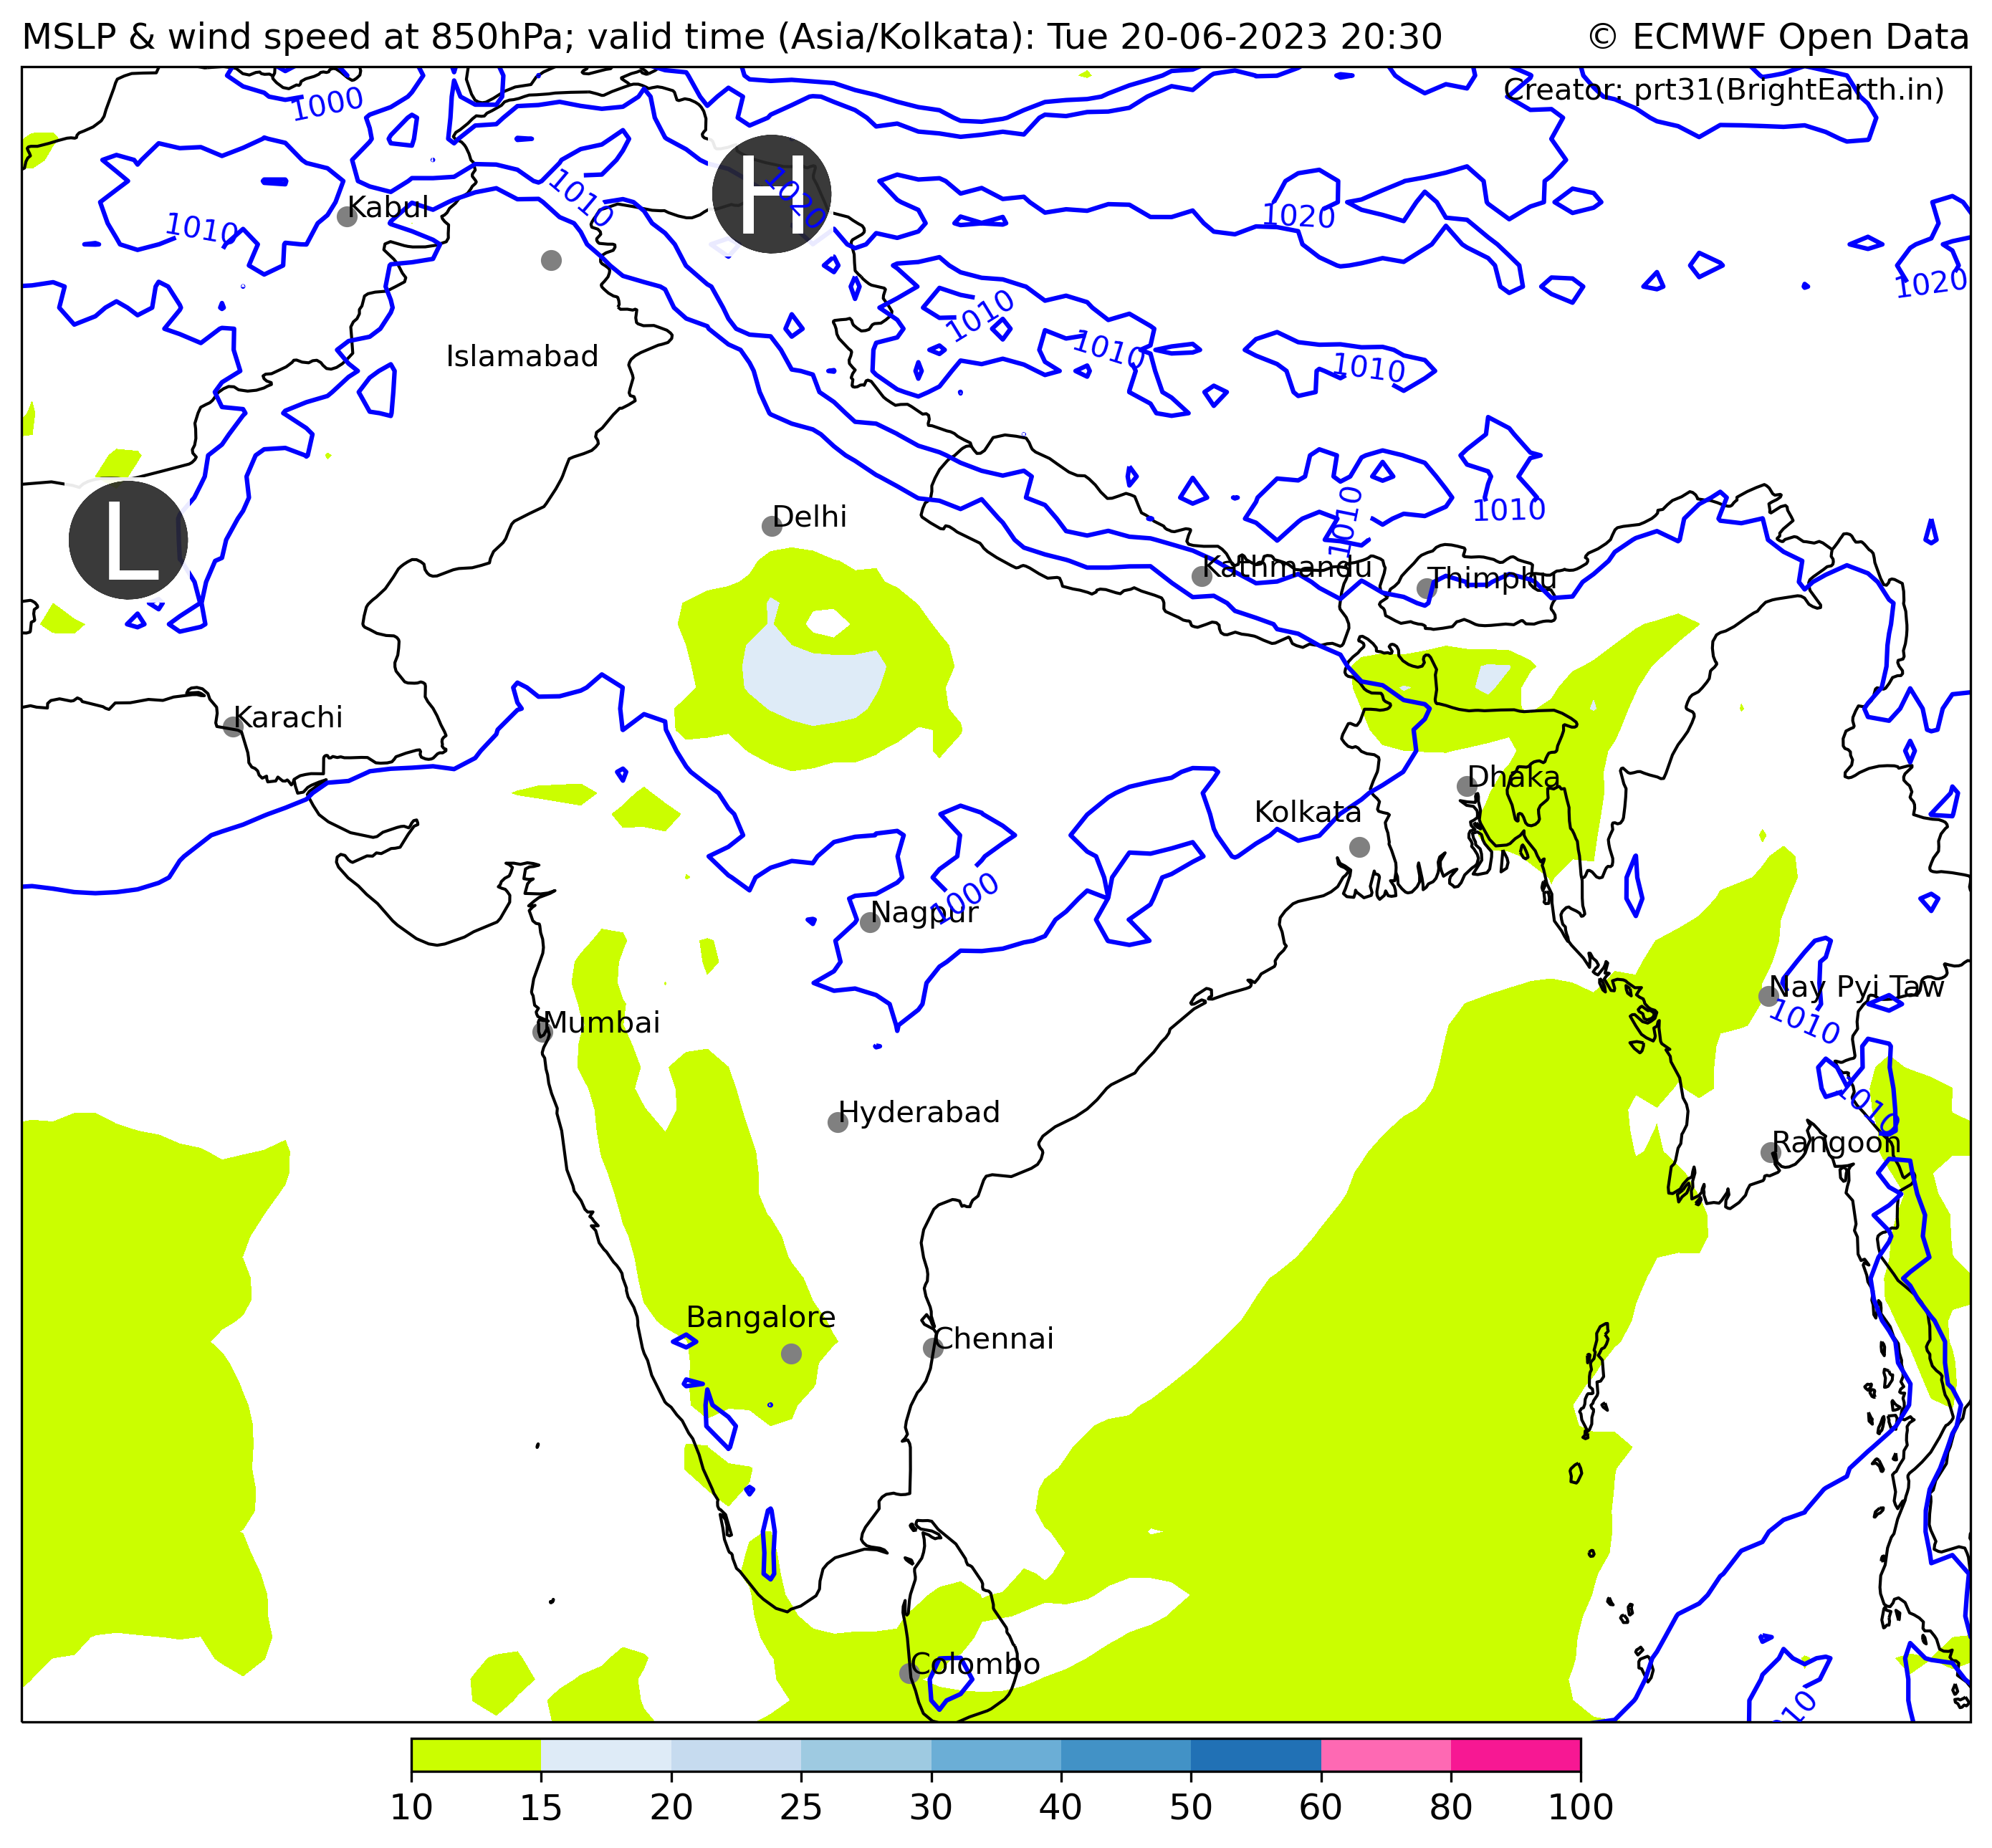 MSLP & wind speed at 850hPa; valid time (Asia/Kolkata): Tue 20-06-2023 20:30
© ECMWF Open Data
Creator: prt31(BrightEarth.in)
1000
H
1010
1020
Kabul
1010
1020
1020
1010
Islamabad
1010
1010
L
Delhi
1010
1010
Kathmandu
Thimphu
Karachi
Dhaka
Kolkata
1000
Nagpur
Nay Pyi Taw
Mumbai
1010
Hyderabad
1010
Rangoon
Bangalore
Chennai
Colombo
10 15 20 25 30 40 50 60 80 100